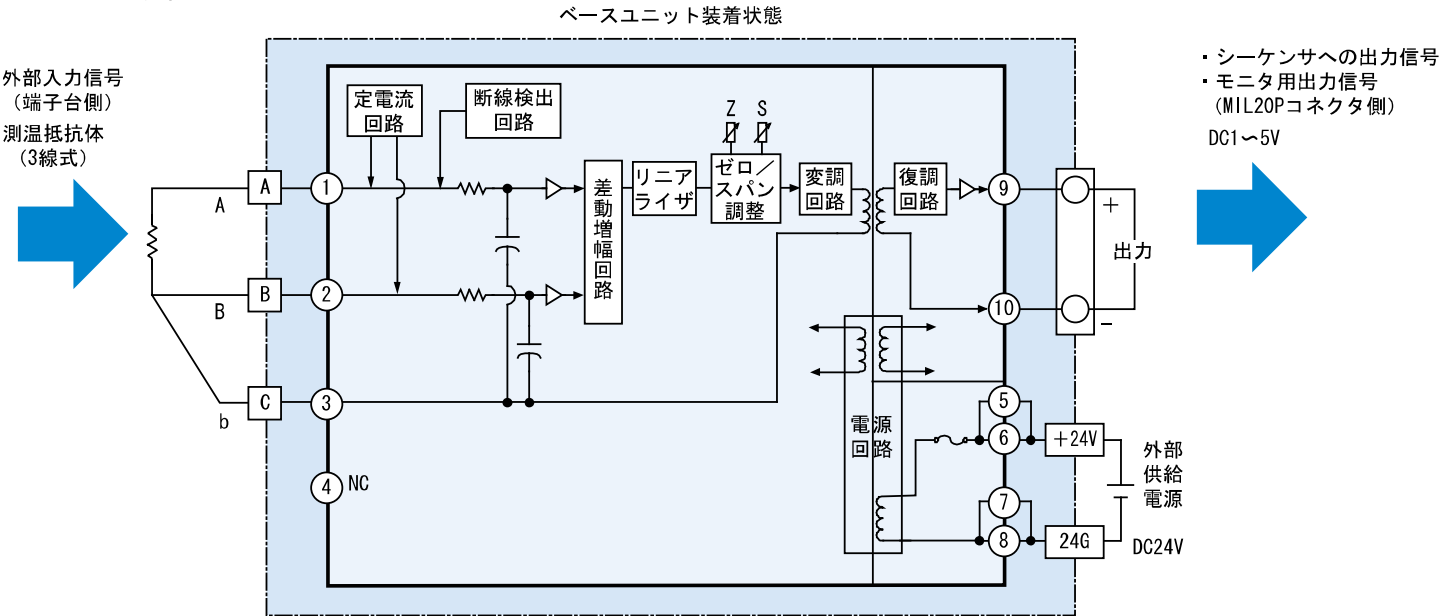 ベースユニット装着状態
外部入力信号
(端子台側)
測温抵抗体
(3線式)
・シーケンサへの出力信号
・モニタ用出力信号
(MIL20Pコネクタ側)
DC1～5V
定電流
回路
断線検出
回路
Z
S
A
A
1
差動増幅回路
リニア
ライザ
ゼロ／
スパン
調整
変調
回路
復調
回路
9
＋
出力
－
B
B
2
10
C
b
3
4
NC
電源
回路
5
6
＋24V
7
8
24G
外部
供給
電源
DC24V